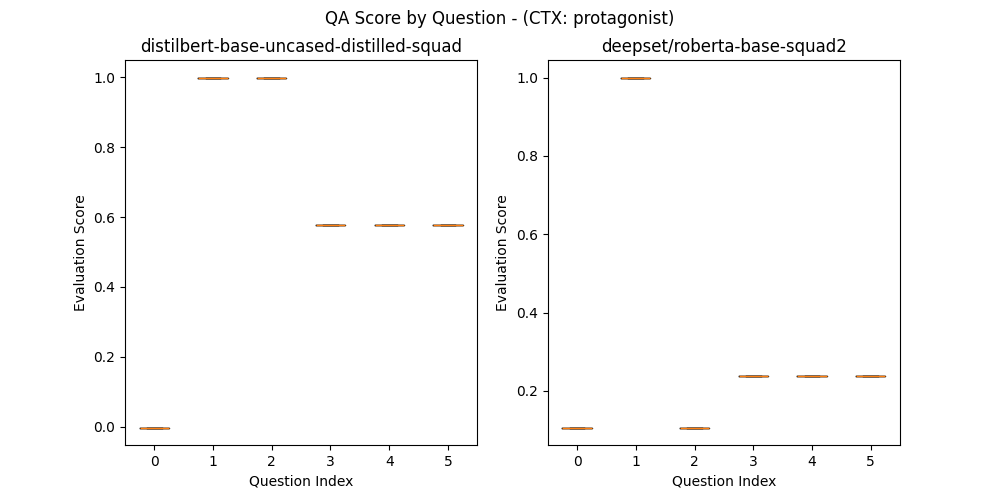 QA Score by Question - (CTX: protagonist)
distilbert-base-uncased-distilled-squad
Evaluation Score
1.0
0.8
0.6
0.4
0.2
0.0
0 1 2 3 4 5
Question Index
deepset/roberta-base-squad2
Evaluation Score
1.0
0.8
0.6
0.4
0.2
0 1 2 3 4 5
Question Index